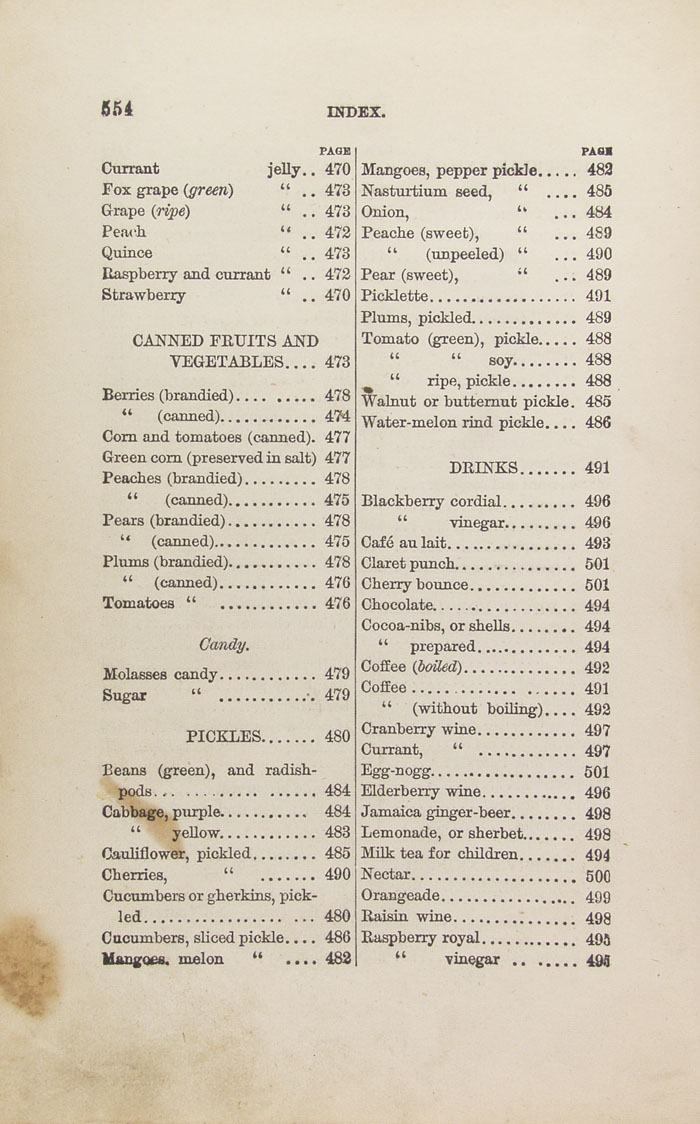 554
INDEX.
PAGE
Currant jelly.. 470
Fox grape (green) “ .. 473
Grape (ripe) “ .. 473
Peach “ .. 472
Quince “ .. 473
Raspberry and currant “ .. 472
Strawberry “ .. 470
CANNED FRUITS AND
VEGETABLES.... 473
Berries (brandied).... ..... 478
“ (canned)............ 474
Corn and tomatoes (canned). 477
Green corn (preserved in salt) 477
Peaches (brandied)......... 478
“ (canned)........... 475
Pears (brandied)........... 478
“ (canned)............ 475
Plums (brandied)........... 478
“ (canned)............ 476
Tomatoes “ ............ 476
Candy.
Molasses candy............ 479
Sugar “ ............ 479
PICKLES....... 480
Beans (green), and radish-
pods... .......... ...... 484
Cabbage, purple........... 484
“ yellow............ 483
Cauliflower, pickled........ 485
Cherries, “ ....... 490
Cucumbers or gherkins, pick-
led................. ... 480
Cucumbers, sliced pickle.... 486
Mangoes, melon “ .... 482
PAGE
Mangoes, pepper pickle..... 482
Nasturtium seed, “ .... 485
Onion, “ ... 484
Peache (sweet), “ ... 489
“ (unpeeled) “ ... 490
Pear (sweet), “ ... 489
Picklette.................. 491
Plums, pickled............. 489
Tomato (green), pickle..... 488
“ “ soy........ 488
“ ripe, pickle........ 488
Walnut or butternut pickle. 485
Water-melon rind pickle.... 486
DRINKS....... 491
Blackberry cordial......... 496
“ vinegar......... 496
Café au lait................ 493
Claret punch............... 501
Cherry bounce............. 501
Chocolate................. 494
Cocoa-nibs, or shells........ 494
“ prepared............ 494
Coffee (boiled)............. 492
Coffee ............. ...... 491
“ (without boiling).... 492
Cranberry wine............ 497
Currant, “ ............ 497
Egg-nogg.................. 501
Elderberry wine............ 496
Jamaica ginger-beer........ 498
Lemonade, or sherbet....... 498
Milk tea for children....... 494
Nectar.................... 500
Orangeade................. 499
Raisin wine............... 498
Raspberry royal............ 495
“ vinegar .. ...... 495